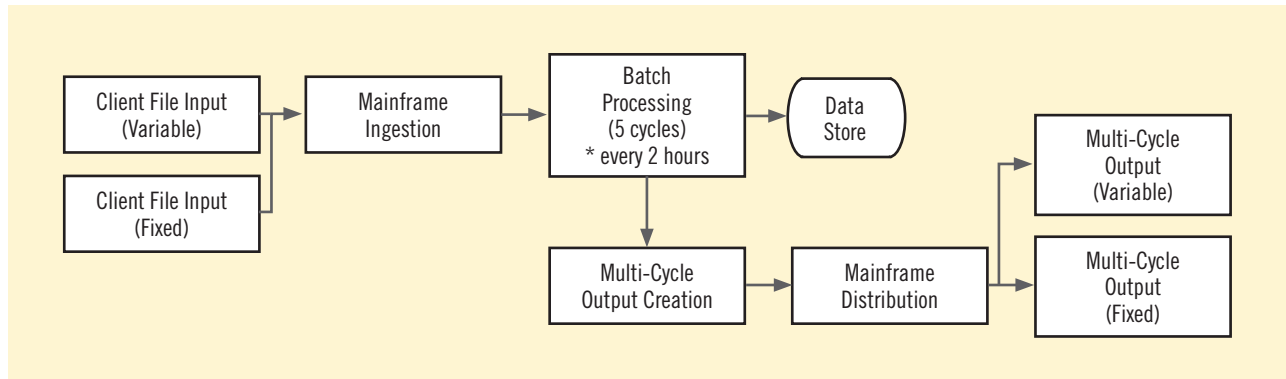 Client File Input
(Variable)
Client File Input
(Fixed)
Mainframe
Ingestion
Batch
Processing
(5 cycles)
* every 2 hours
Data
Store
Multi-Cycle
Output Creation
Mainframe
Distribution
Multi-Cycle
Output
(Variable)
Multi-Cycle
Output
(Fixed)